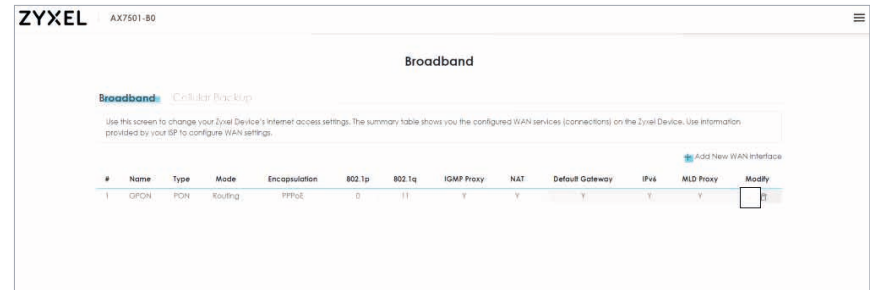 ZYXEL AX7501-B0
Broadband
Broadband Cellular Backup
Use this screen to change your Zyxel Device's Internet access settings. The summary table shows you the configured WAN services (connections) on the Zyxel Device. Use information
provided by your ISP to configure WAN settings.
+ Add New WAN Interface
# Name Type Mode Encapsulation 802.1p 802.1q IGMP Proxy NAT Default Gateway IPv6 MLD Proxy Modify
1 GPON PON Routing PPPoE 0 11 Y Y Y Y Y